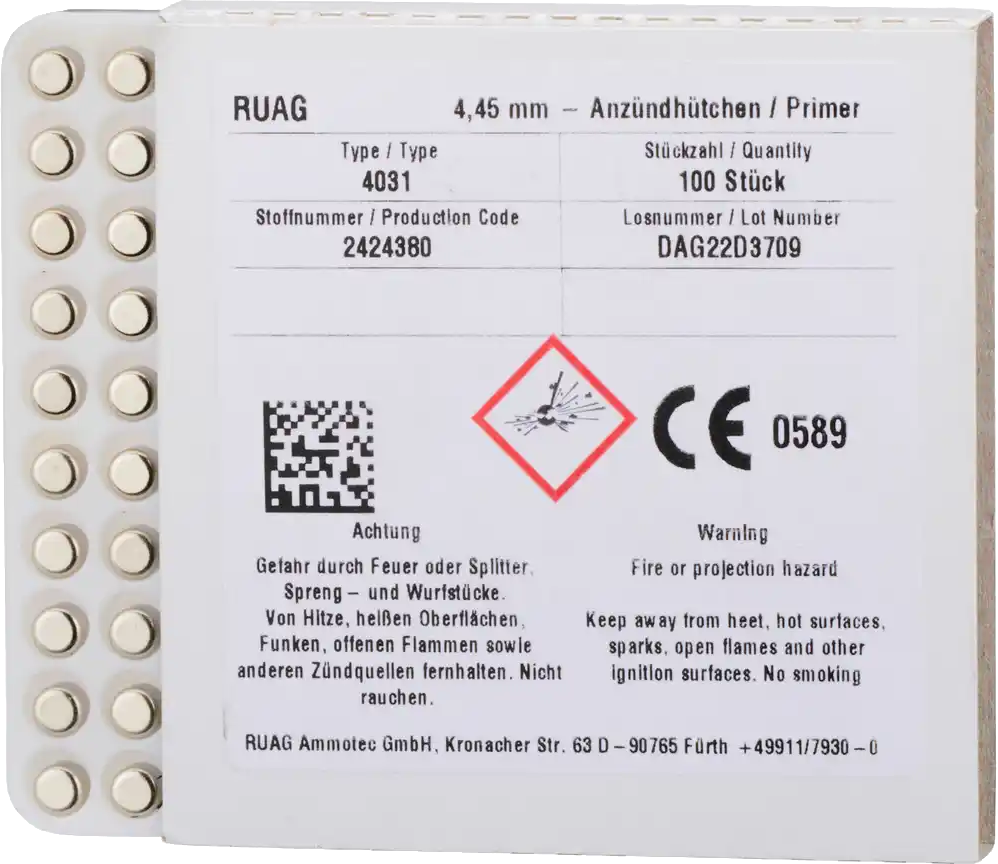 RUAG 4,45 mm – Anzündhütchen / Primer
Type / Type Stückzahl / Quantity
4031 100 Stück
Stoffnummer / Production Code Losnummer / Lot Number
2424380 DAG22D3709
CE 0589
Achtung Warning
Gefahr durch Feuer oder Splitter, Fire or projection hazard
Spreng – und Wurfstücke.
Von Hitze, heißen Oberflächen, Keep away from heet, hot surfaces,
Funken, offenen Flammen sowie sparks, open flames and other
anderen Zündquellen fernhalten. Nicht ignition surfaces. No smoking
rauchen.
RUAG Ammotec GmbH, Kronacher Str. 63 D – 90765 Fürth +49911/7930 – 0